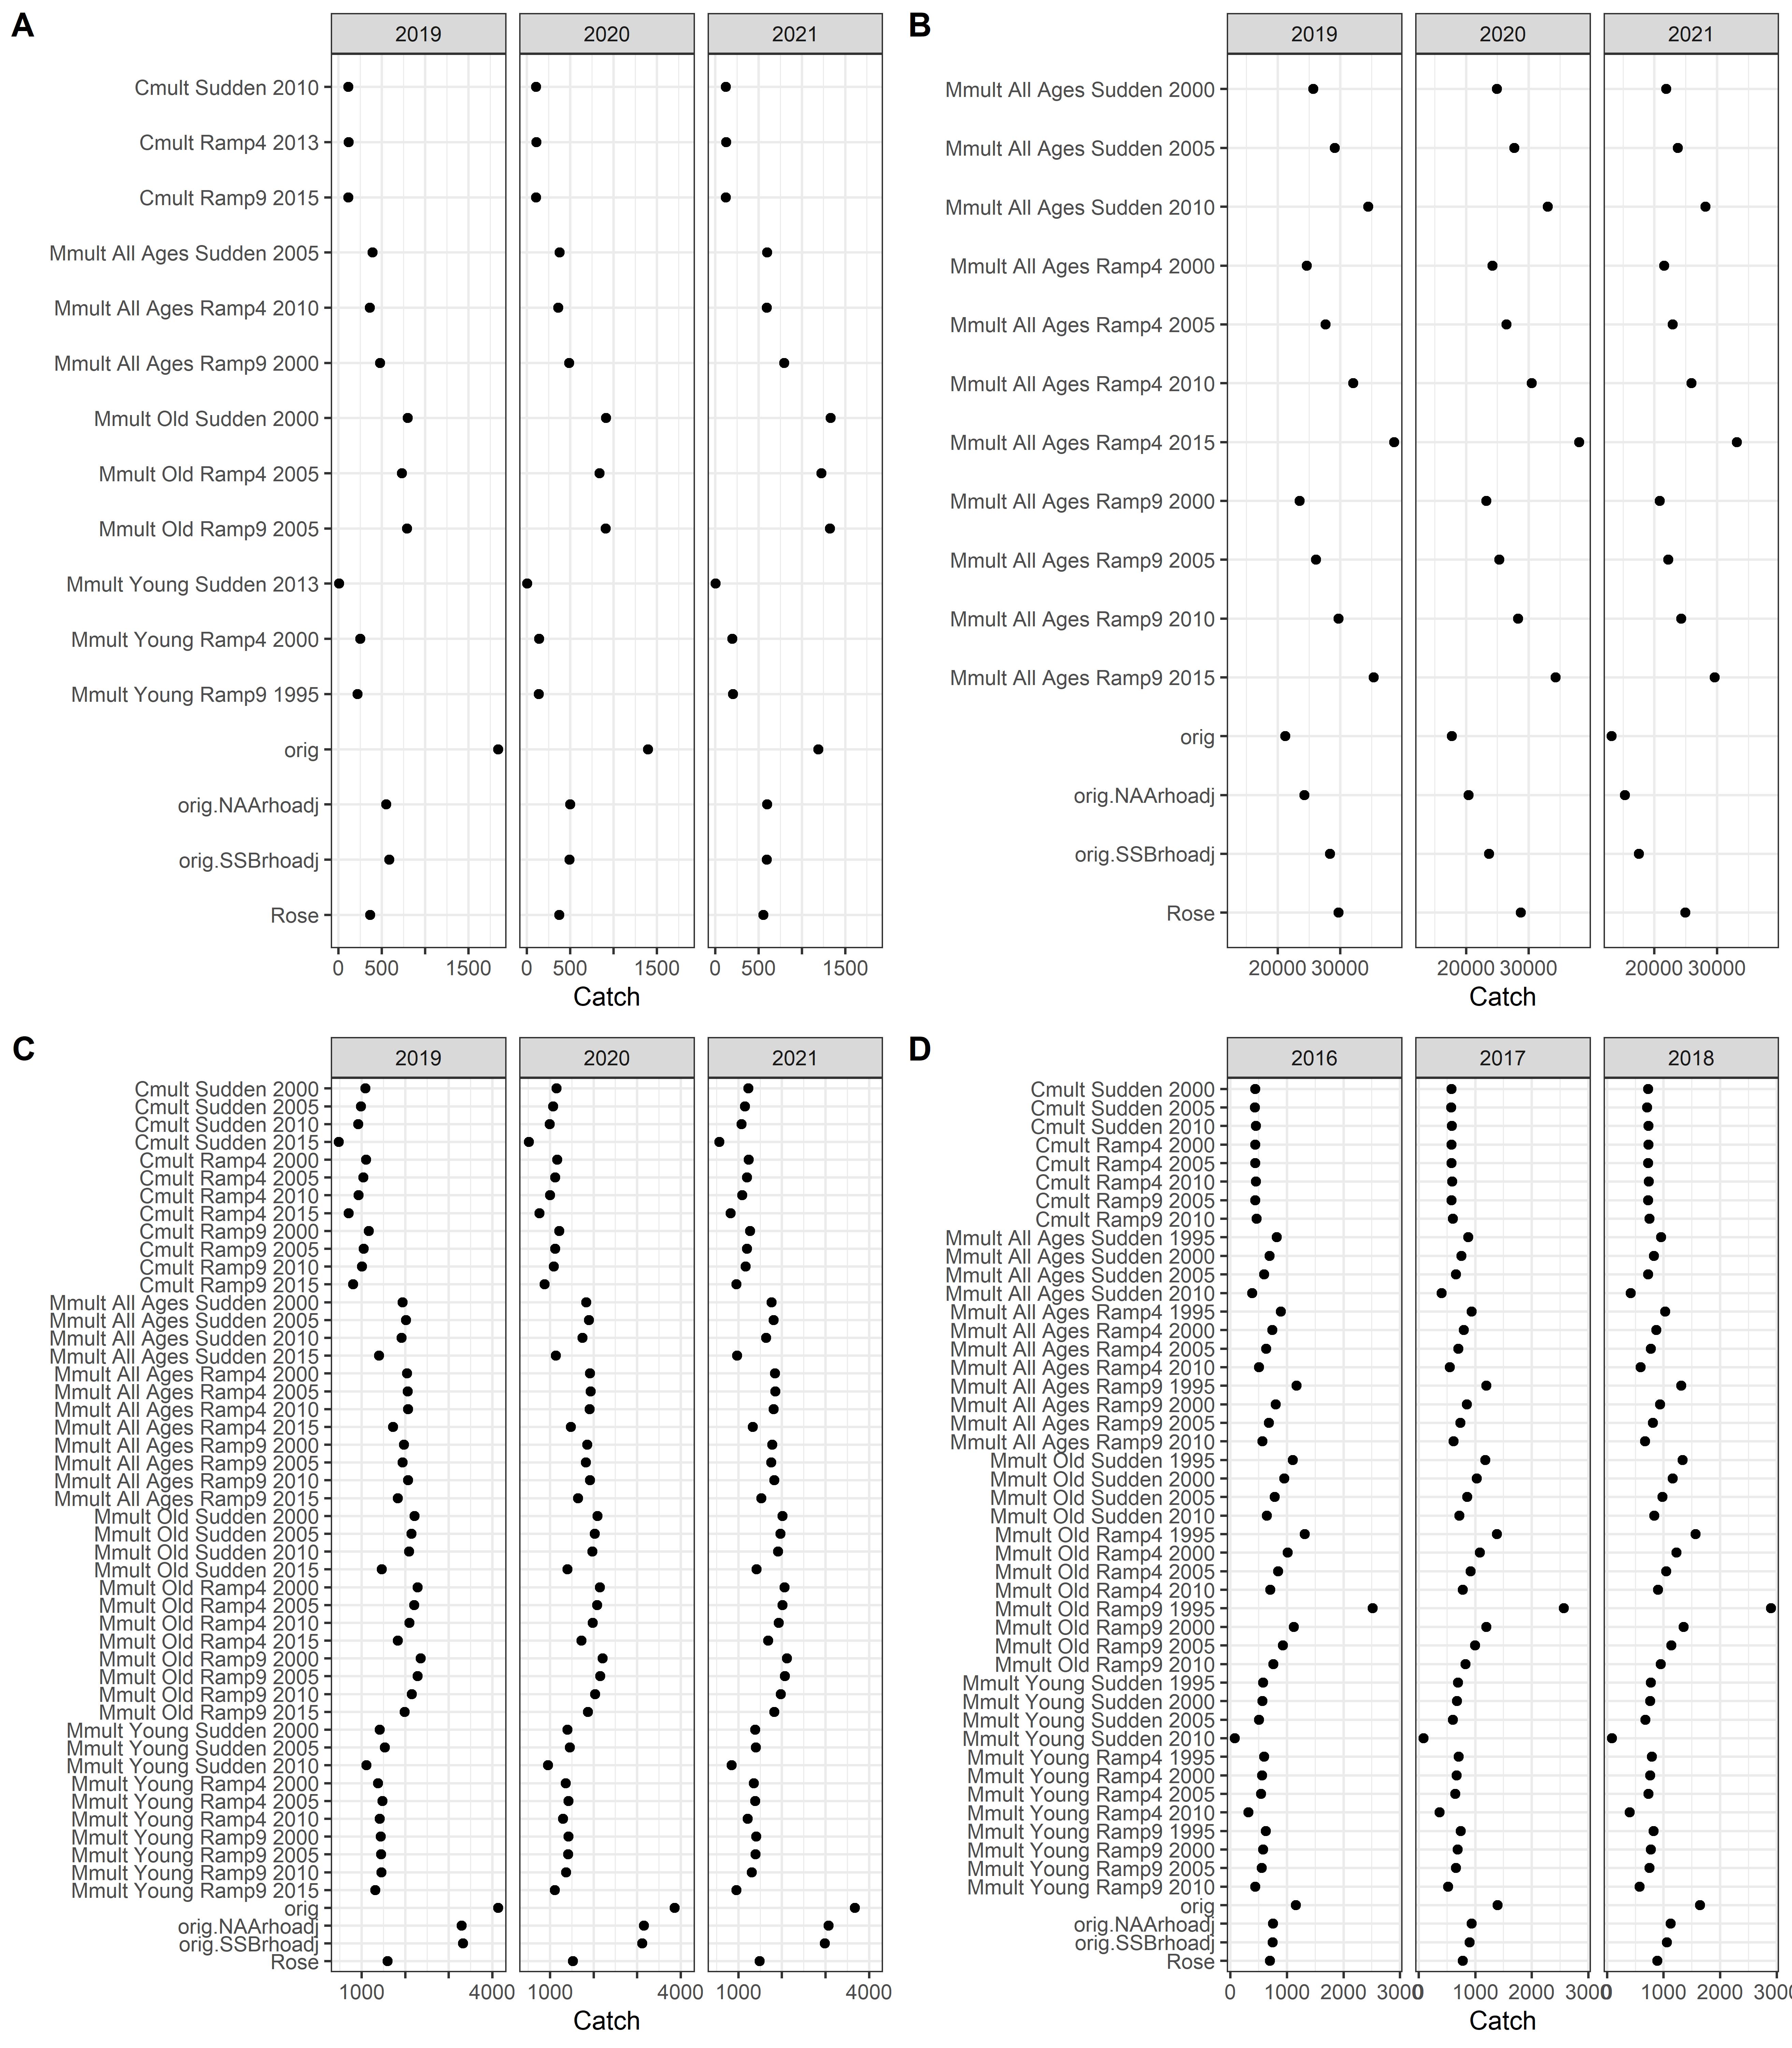 A
2019 2020 2021
Cmult Sudden 2010
Cmult Ramp4 2013
Cmult Ramp9 2015
Mmult All Ages Sudden 2005
Mmult All Ages Ramp4 2010
Mmult All Ages Ramp9 2000
Mmult Old Sudden 2000
Mmult Old Ramp4 2005
Mmult Old Ramp9 2005
Mmult Young Sudden 2013
Mmult Young Ramp4 2000
Mmult Young Ramp9 1995
orig
orig.NAArhoadj
orig.SSBrhoadj
Rose
0 500 1500 0 500 1500 0 500 1500
Catch
B
2019 2020 2021
Mmult All Ages Sudden 2000
Mmult All Ages Sudden 2005
Mmult All Ages Sudden 2010
Mmult All Ages Ramp4 2000
Mmult All Ages Ramp4 2005
Mmult All Ages Ramp4 2010
Mmult All Ages Ramp4 2015
Mmult All Ages Ramp9 2000
Mmult All Ages Ramp9 2005
Mmult All Ages Ramp9 2010
Mmult All Ages Ramp9 2015
orig
orig.NAArhoadj
orig.SSBrhoadj
Rose
20000 30000 20000 30000 20000 30000
Catch
C
2019 2020 2021
Cmult Sudden 2000
Cmult Sudden 2005
Cmult Sudden 2010
Cmult Sudden 2015
Cmult Ramp4 2000
Cmult Ramp4 2005
Cmult Ramp4 2010
Cmult Ramp4 2015
Cmult Ramp9 2000
Cmult Ramp9 2005
Cmult Ramp9 2010
Cmult Ramp9 2015
Mmult All Ages Sudden 2000
Mmult All Ages Sudden 2005
Mmult All Ages Sudden 2010
Mmult All Ages Sudden 2015
Mmult All Ages Ramp4 2000
Mmult All Ages Ramp4 2005
Mmult All Ages Ramp4 2010
Mmult All Ages Ramp4 2015
Mmult All Ages Ramp9 2000
Mmult All Ages Ramp9 2005
Mmult All Ages Ramp9 2010
Mmult All Ages Ramp9 2015
Mmult Old Sudden 2000
Mmult Old Sudden 2005
Mmult Old Sudden 2010
Mmult Old Sudden 2015
Mmult Old Ramp4 2000
Mmult Old Ramp4 2005
Mmult Old Ramp4 2010
Mmult Old Ramp4 2015
Mmult Old Ramp9 2000
Mmult Old Ramp9 2005
Mmult Old Ramp9 2010
Mmult Old Ramp9 2015
Mmult Young Sudden 2000
Mmult Young Sudden 2005
Mmult Young Sudden 2010
Mmult Young Ramp4 2000
Mmult Young Ramp4 2005
Mmult Young Ramp4 2010
Mmult Young Ramp9 2000
Mmult Young Ramp9 2005
Mmult Young Ramp9 2010
Mmult Young Ramp9 2015
orig
orig.NAArhoadj
orig.SSBrhoadj
Rose
1000 4000 1000 4000 1000 4000
Catch
D
2016 2017 2018
Cmult Sudden 2000
Cmult Sudden 2005
Cmult Sudden 2010
Cmult Ramp4 2000
Cmult Ramp4 2005
Cmult Ramp4 2010
Cmult Ramp9 2005
Cmult Ramp9 2010
Mmult All Ages Sudden 1995
Mmult All Ages Sudden 2000
Mmult All Ages Sudden 2005
Mmult All Ages Sudden 2010
Mmult All Ages Ramp4 1995
Mmult All Ages Ramp4 2000
Mmult All Ages Ramp4 2005
Mmult All Ages Ramp4 2010
Mmult All Ages Ramp9 1995
Mmult All Ages Ramp9 2000
Mmult All Ages Ramp9 2005
Mmult All Ages Ramp9 2010
Mmult Old Sudden 1995
Mmult Old Sudden 2000
Mmult Old Sudden 2005
Mmult Old Sudden 2010
Mmult Old Ramp4 1995
Mmult Old Ramp4 2000
Mmult Old Ramp4 2005
Mmult Old Ramp4 2010
Mmult Old Ramp9 1995
Mmult Old Ramp9 2000
Mmult Old Ramp9 2005
Mmult Old Ramp9 2010
Mmult Young Sudden 1995
Mmult Young Sudden 2000
Mmult Young Sudden 2005
Mmult Young Sudden 2010
Mmult Young Ramp4 1995
Mmult Young Ramp4 2000
Mmult Young Ramp4 2005
Mmult Young Ramp4 2010
Mmult Young Ramp9 1995
Mmult Young Ramp9 2000
Mmult Young Ramp9 2005
Mmult Young Ramp9 2010
orig
orig.NAArhoadj
orig.SSBrhoadj
Rose
0 1000 2000 3000 0 1000 2000 3000 0 1000 2000 3000
Catch